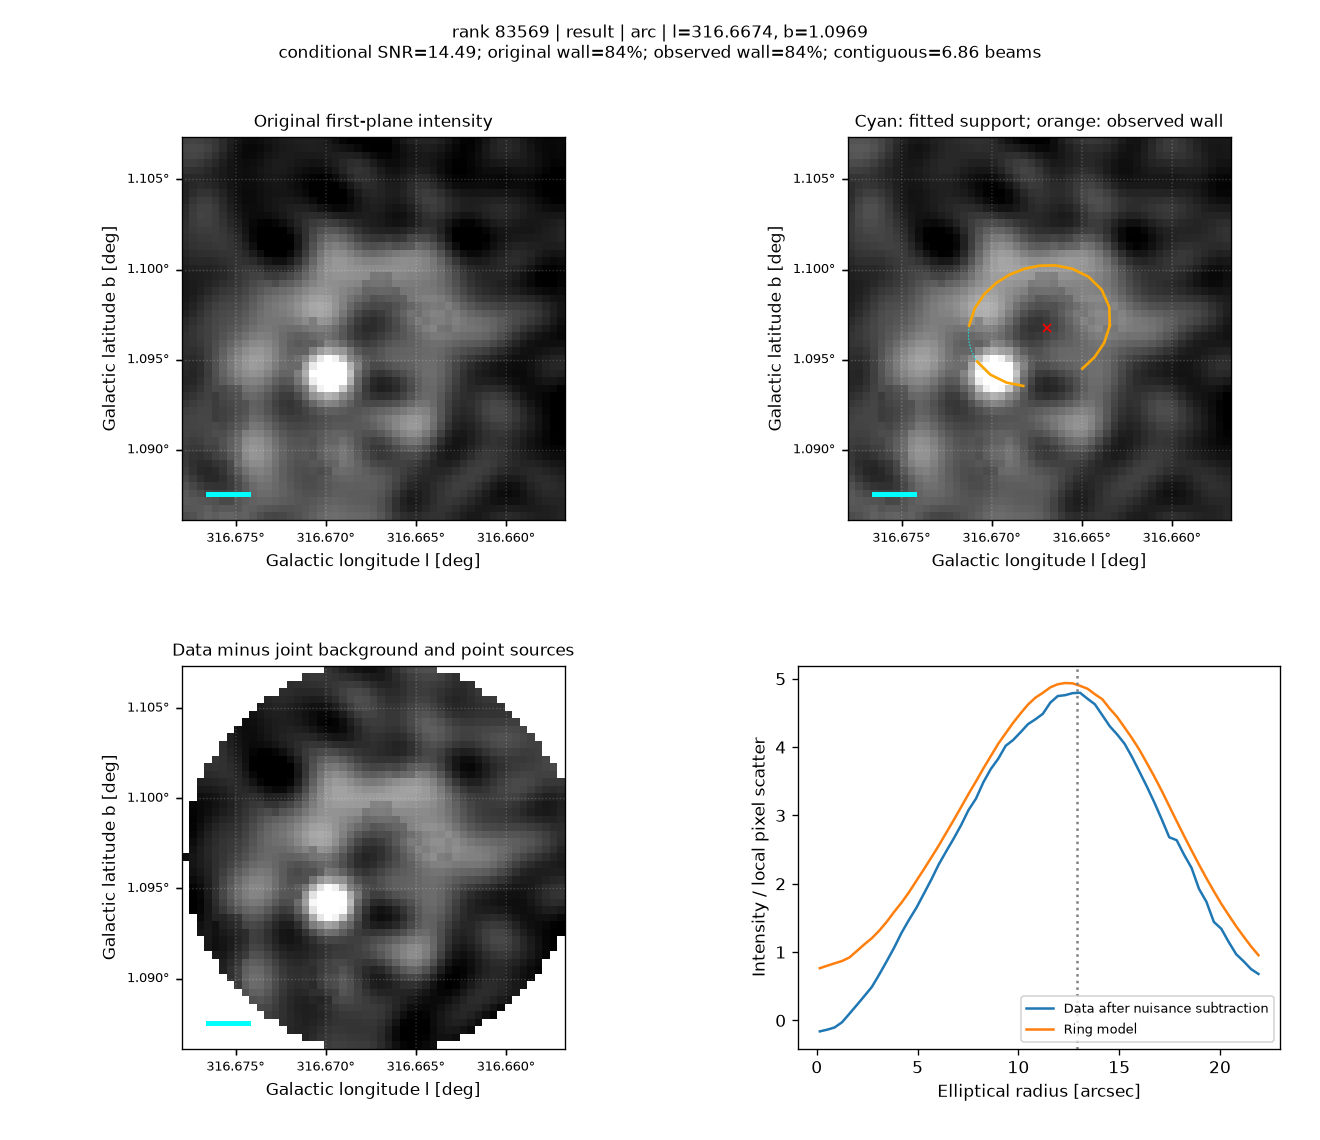 rank 83569 | result | arc | l=316.6674, b=1.0969
conditional SNR=14.49; original wall=84%; observed wall=84%; contiguous=6.86 beams
Original first-plane intensity
1.105°
1.100°
1.095°
1.090°
Galactic latitude b [deg]
316.675° 316.670° 316.665° 316.660°
Galactic longitude l [deg]
Cyan: fitted support; orange: observed wall
1.105°
1.100°
1.095°
1.090°
Galactic latitude b [deg]
316.675° 316.670° 316.665° 316.660°
Galactic longitude l [deg]
Data minus joint background and point sources
1.105°
1.100°
1.095°
1.090°
Galactic latitude b [deg]
316.675° 316.670° 316.665° 316.660°
Galactic longitude l [deg]
5
4
3
2
1
0
Intensity / local pixel scatter
Data after nuisance subtraction
Ring model
0 5 10 15 20
Elliptical radius [arcsec]